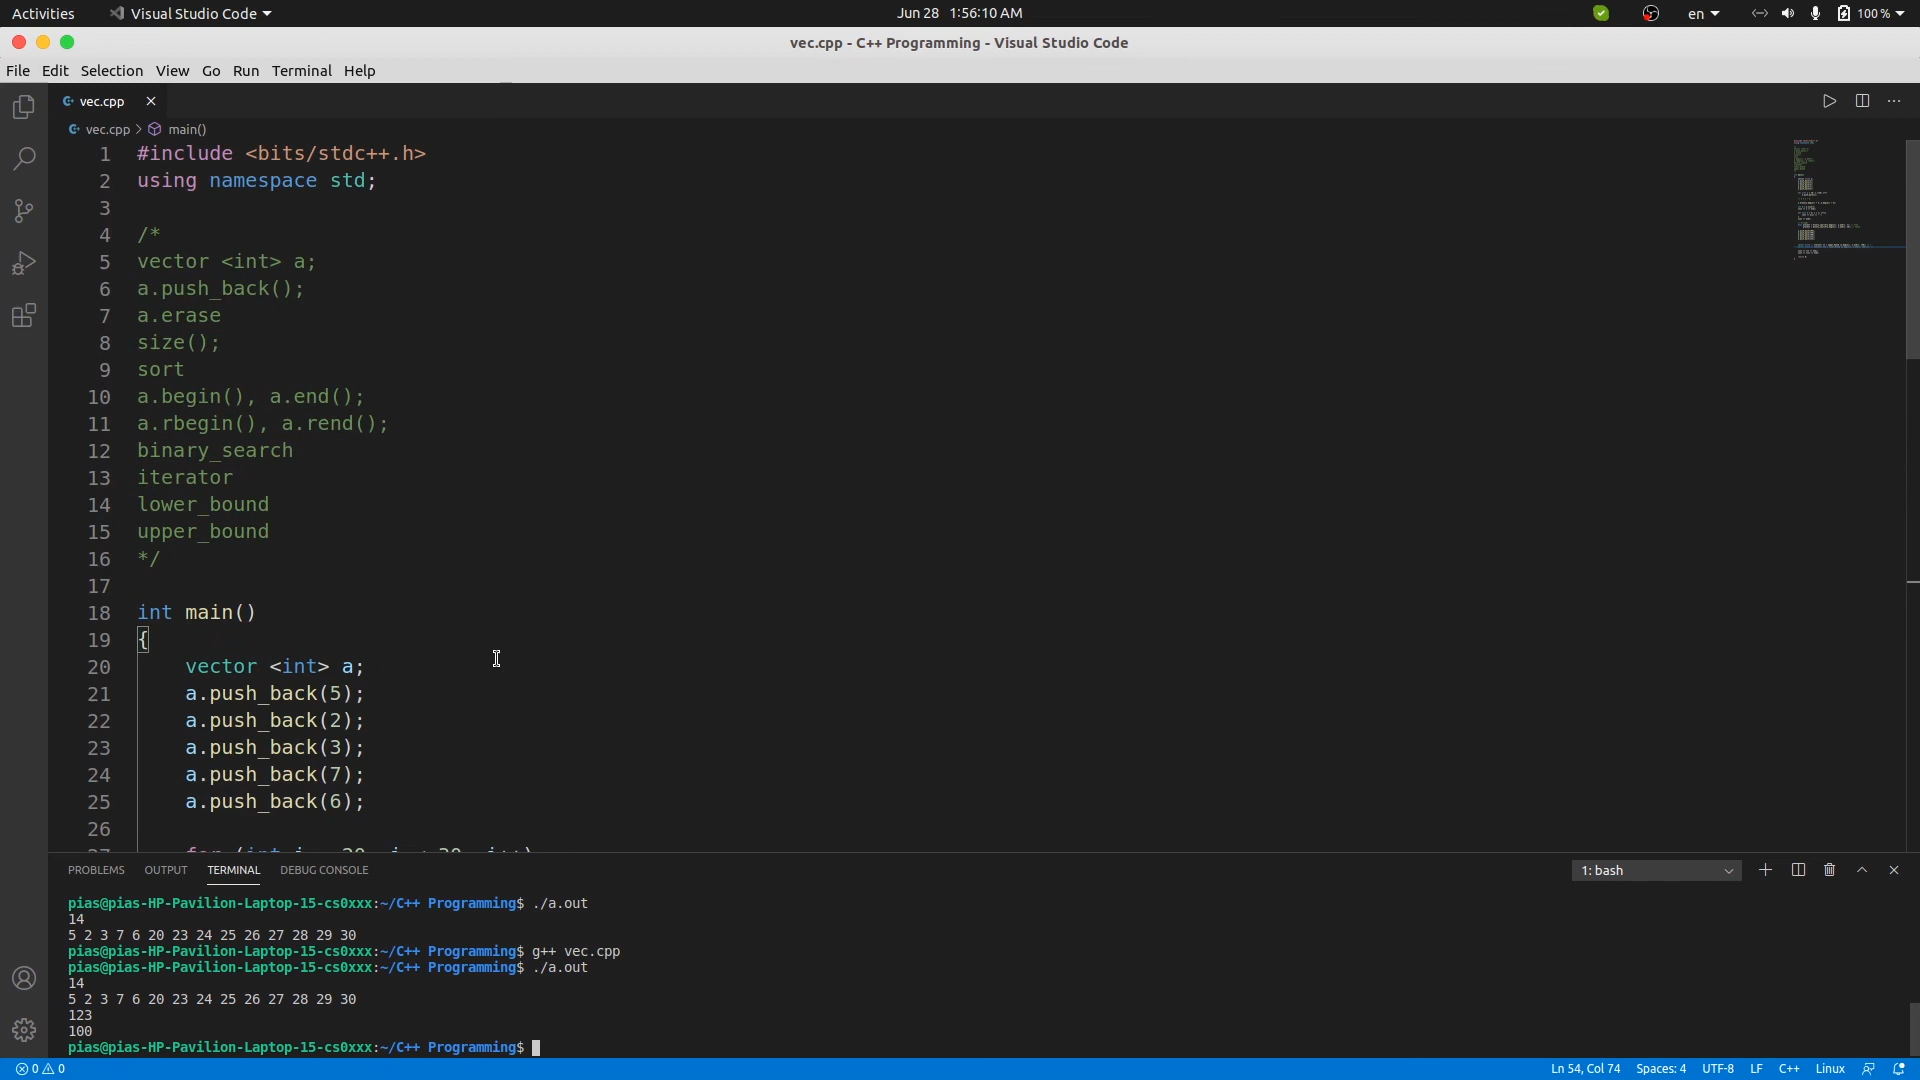 Activities
Visual Studio Code
Jun 28 1:56:10 AM
en
100 %
vec.cpp - C++ Programming - Visual Studio Code
File Edit Selection View Go Run Terminal Help
vec.cpp
vec.cpp > main()
1 #include <bits/stdc++.h>
2 using namespace std;
3
4 /*
5 vector <int> a;
6 a.push_back();
7 a.erase
8 size();
9 sort
10 a.begin(), a.end();
11 a.rbegin(), a.rend();
12 binary_search
13 iterator
14 lower_bound
15 upper_bound
16 */
17
18 int main()
19 {
20 vector <int> a;
21 a.push_back(5);
22 a.push_back(2);
23 a.push_back(3);
24 a.push_back(7);
25 a.push_back(6);
26
27 for (int i = 20; i < 30; i++)
PROBLEMS OUTPUT TERMINAL DEBUG CONSOLE
1: bash
pias@pias-HP-Pavilion-Laptop-15-cs0xxx:~/C++ Programming$ ./a.out
14
5 2 3 7 6 20 23 24 25 26 27 28 29 30
pias@pias-HP-Pavilion-Laptop-15-cs0xxx:~/C++ Programming$ g++ vec.cpp
pias@pias-HP-Pavilion-Laptop-15-cs0xxx:~/C++ Programming$ ./a.out
14
5 2 3 7 6 20 23 24 25 26 27 28 29 30
123
100
pias@pias-HP-Pavilion-Laptop-15-cs0xxx:~/C++ Programming$
0 0
Ln 54, Col 74 Spaces: 4 UTF-8 LF C++ Linux